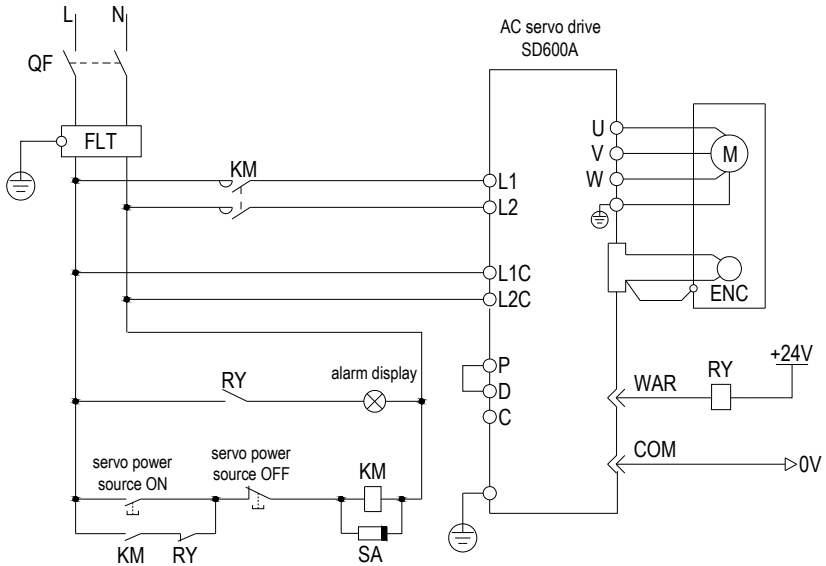 L N
AC servo drive
SD600A
QF
FLT
U
V
M
W
KM
L1
L2
L1C
L2C
ENC
+24V
P
RY
alarm display
RY
WAR
D
C
servo power
source ON
servo power
source OFF
KM
COM
0V
KM RY
SA